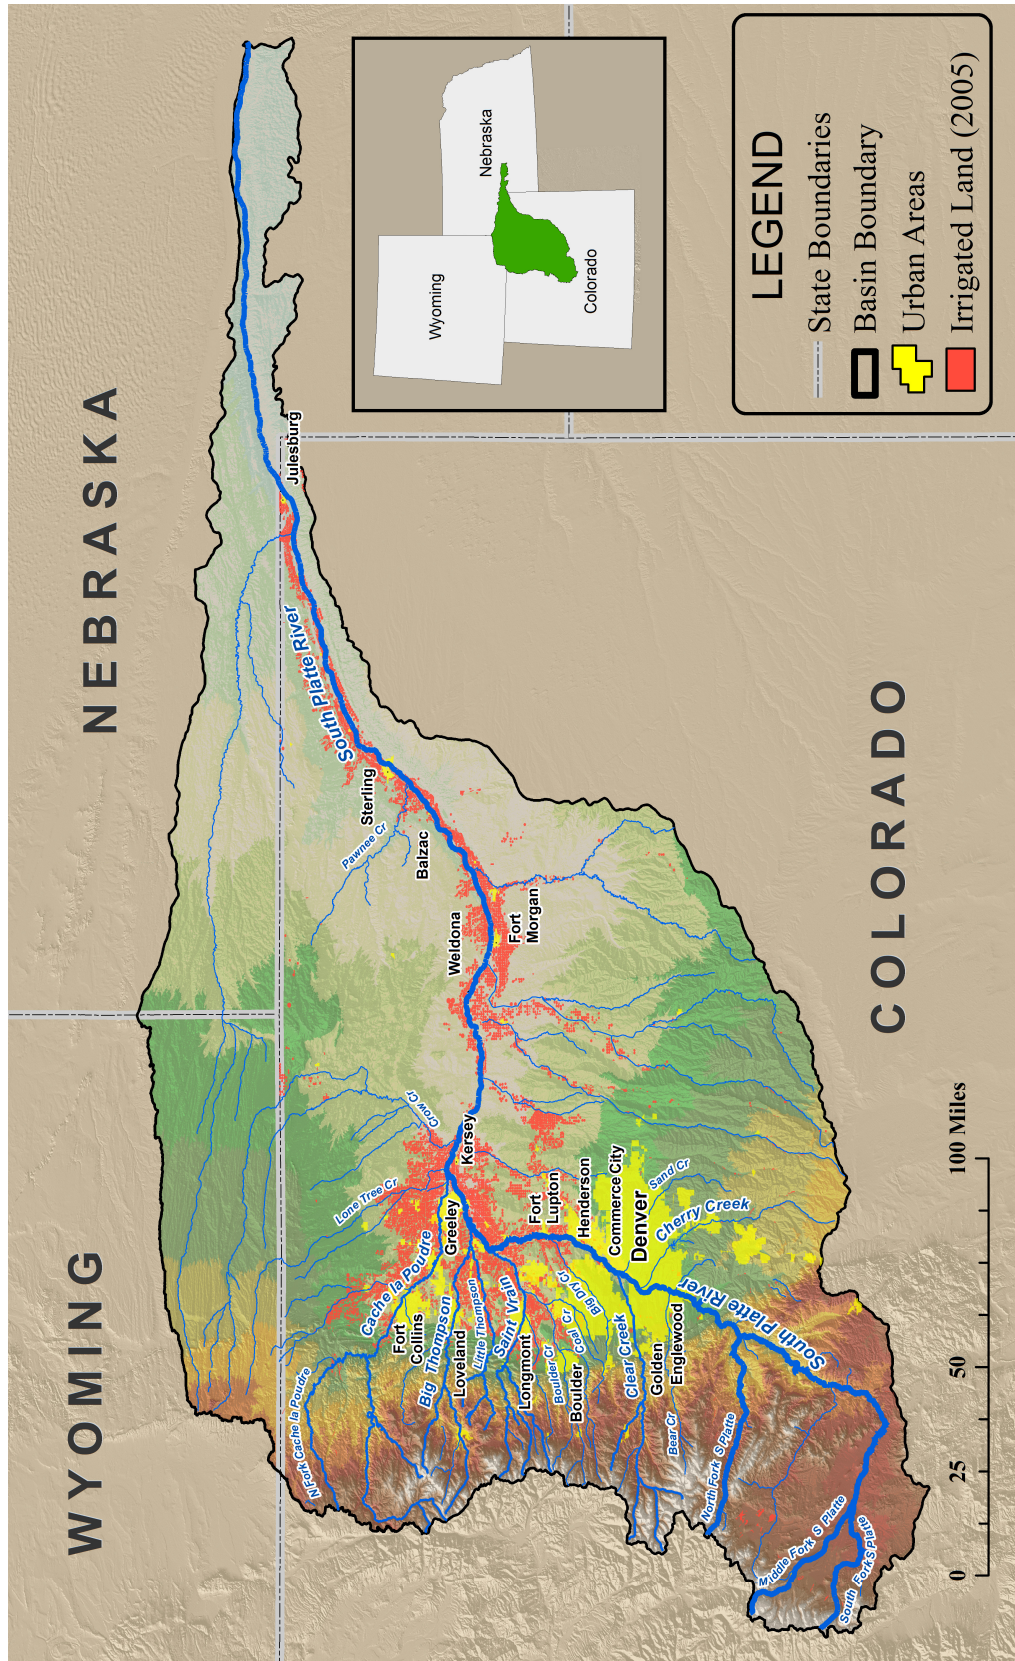 WYOMING
NEBRASKA
COLORADO
N Fork Cache la Poudre
Lone Tree Cr
Crow Cr
Pawnee Cr
Sterling
South Platte River
Julesburg
Balzac
Weldona
Fort
Morgan
Kersey
Greeley
Cache la Poudre
Fort
Collins
Big Thompson
Loveland
Little Thompson
Saint Vrain
Longmont
Boulder Cr
Boulder
Coal Cr
Big Dry Cr
Fort
Lupton
Henderson
Commerce City
Denver
Sand Cr
Cherry Creek
Clear Creek
Golden
Englewood
Bear Cr
South Platte River
North Fork S Platte
Middle Fork S Platte
South Fork S Platte
0
25
50
100 Miles
Wyoming
Nebraska
Colorado
LEGEND
State Boundaries
Basin Boundary
Urban Areas
Irrigated Land (2005)